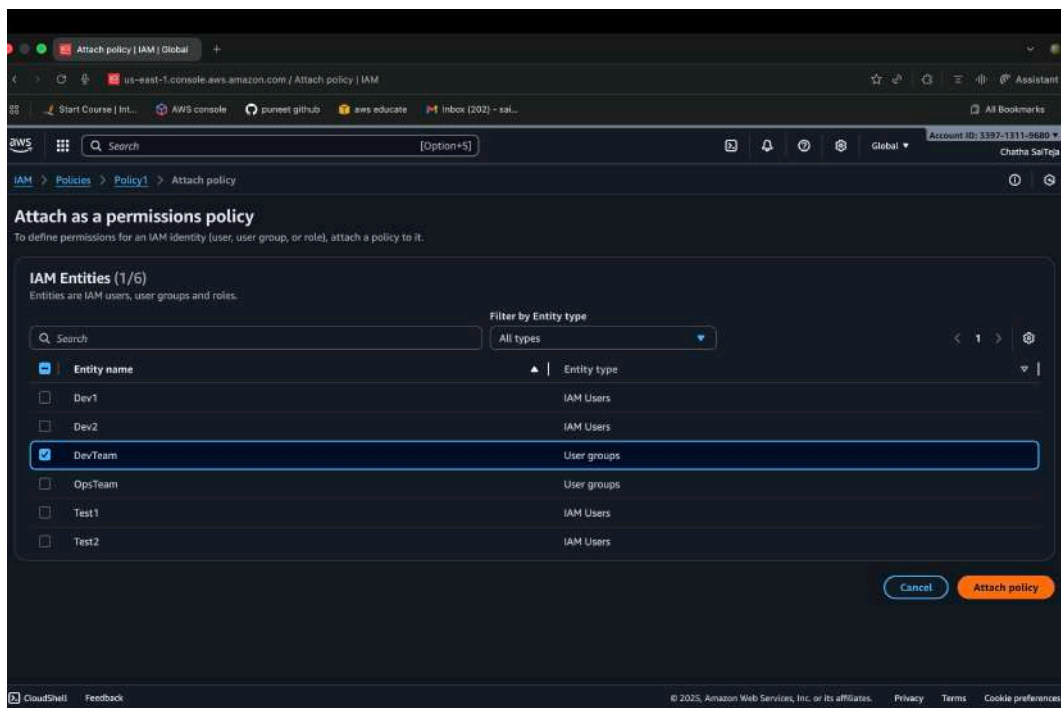 Attach policy | IAM | Global
us-east-1.console.aws.amazon.com / Attach policy | IAM
Assistant
Start Course | Int...
AWS console
puneet github
aws educate
Inbox (202) - sai...
All Bookmarks
aws
Search
[Option+S]
Global
Account ID: 3397-1311-9680
Chatha SaiTeja
IAM > Policies > Policy1 > Attach policy
Attach as a permissions policy
To define permissions for an IAM identity (user, user group, or role), attach a policy to it.
IAM Entities (1/6)
Entities are IAM users, user groups and roles.
Filter by Entity type
Search
All types
1
Entity name
Entity type
Dev1 IAM Users
Dev2 IAM Users
DevTeam User groups
OpsTeam User groups
Test1 IAM Users
Test2 IAM Users
Cancel
Attach policy
CloudShell Feedback
© 2025, Amazon Web Services, Inc. or its affiliates. Privacy Terms Cookie preferences